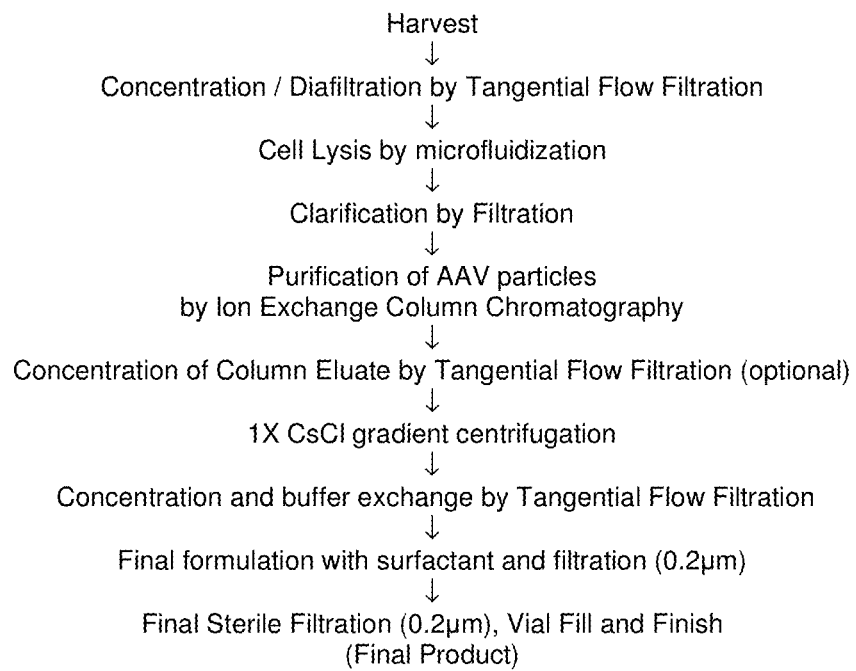 Harvest
↓
Concentration / Diafiltration by Tangential Flow Filtration
↓
Cell Lysis by microfluidization
↓
Clarification by Filtration
↓
Purification of AAV particles
by Ion Exchange Column Chromatography
↓
Concentration of Column Eluate by Tangential Flow Filtration (optional)
↓
1X CsCl gradient centrifugation
↓
Concentration and buffer exchange by Tangential Flow Filtration
↓
Final formulation with surfactant and filtration (0.2µm)
↓
Final Sterile Filtration (0.2µm), Vial Fill and Finish
(Final Product)